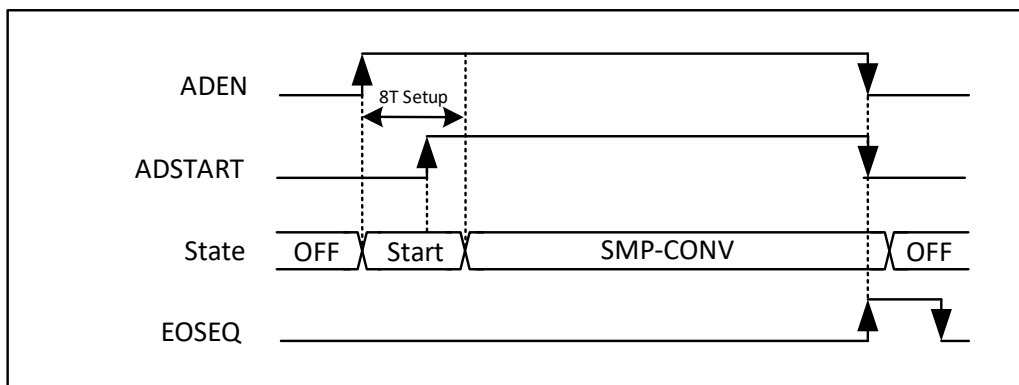 ADEN
8T Setup
ADSTART
State OFF Start SMP-CONV OFF
EOSEQ